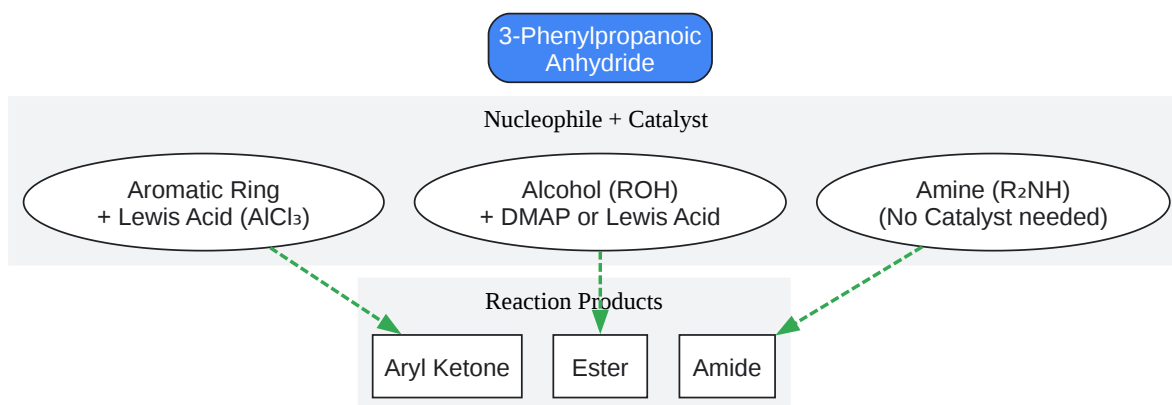 3-Phenylpropanoic
Anhydride
Nucleophile + Catalyst
Aromatic Ring
+ Lewis Acid (AlCl₃)
Alcohol (ROH)
+ DMAP or Lewis Acid
Amine (R₂NH)
(No Catalyst needed)
Reaction Products
Aryl Ketone
Ester
Amide